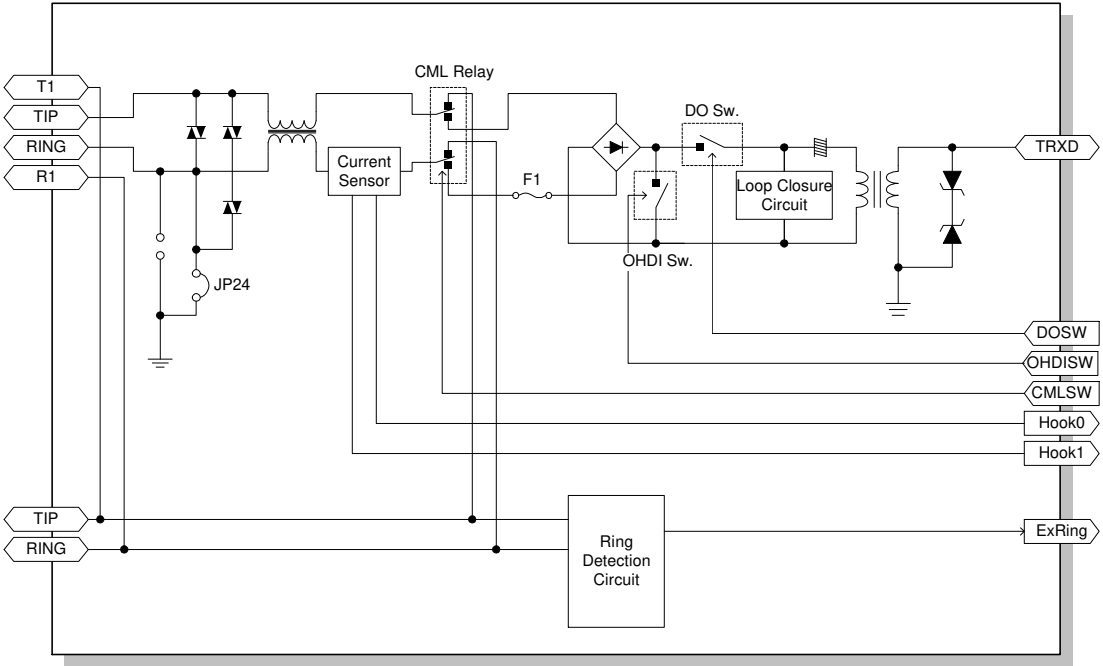 CML Relay
T1
TIP
RING
R1
Current
Sensor
F1
DO Sw.
TRXD
Loop Closure
Circuit
OHDI Sw.
JP24
DOSW
OHDISW
CMLSW
Hook0
Hook1
TIP
RING
Ring
Detection
Circuit
ExRing